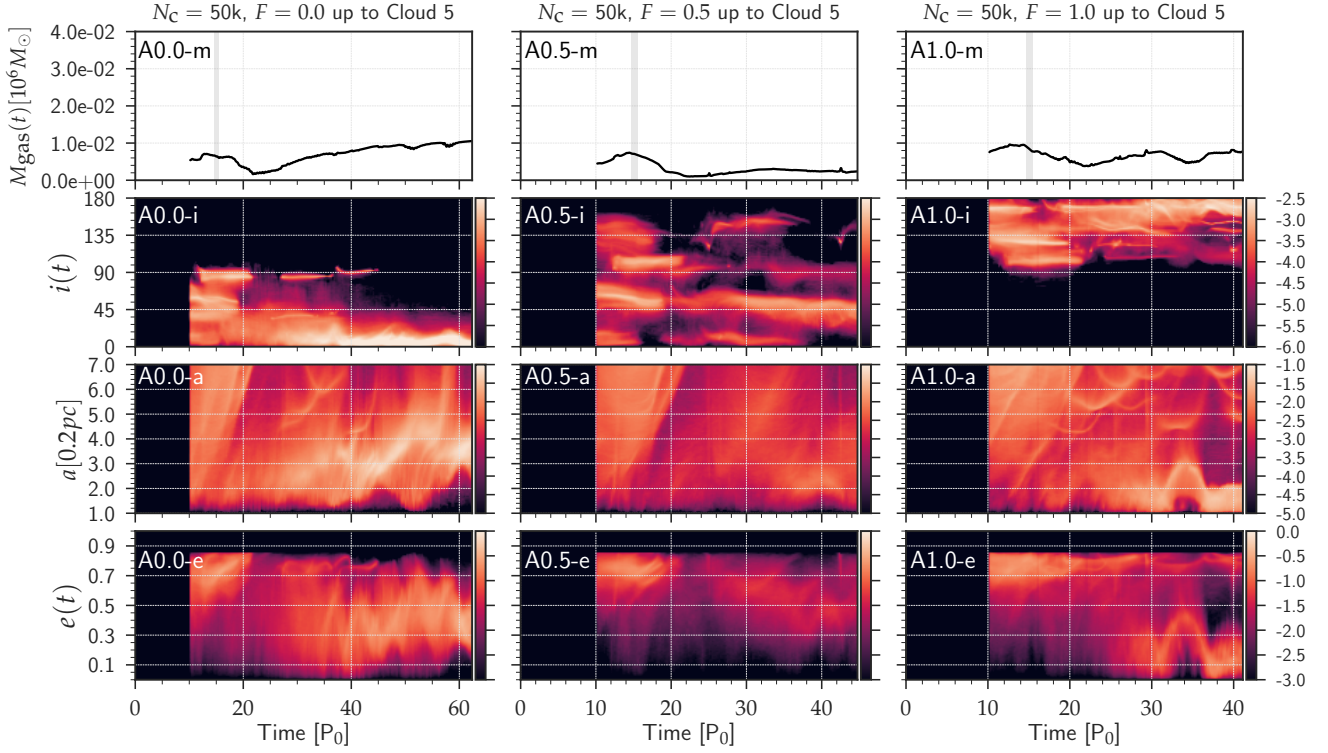 N_C = 50k, F = 0.0 up to Cloud 5
N_C = 50k, F = 0.5 up to Cloud 5
N_C = 50k, F = 1.0 up to Cloud 5
M_gas(t) [10^6 M_⊙]
4.0e-02
3.0e-02
2.0e-02
1.0e-02
0.0e+00
A0.0-m
A0.5-m
A1.0-m
i(t)
180
135
90
45
0
A0.0-i
A0.5-i
A1.0-i
-2.5
-3.0
-3.5
-4.0
-4.5
-5.0
-5.5
-6.0
a[0.2pc]
7.0
6.0
5.0
4.0
3.0
2.0
1.0
A0.0-a
A0.5-a
A1.0-a
-1.0
-1.5
-2.0
-2.5
-3.0
-3.5
-4.0
-4.5
-5.0
e(t)
0.9
0.7
0.5
0.3
0.1
A0.0-e
A0.5-e
A1.0-e
0.0
-0.5
-1.0
-1.5
-2.0
-2.5
-3.0
0 20 40 60
0 10 20 30 40
0 10 20 30 40
Time [P_0]
Time [P_0]
Time [P_0]